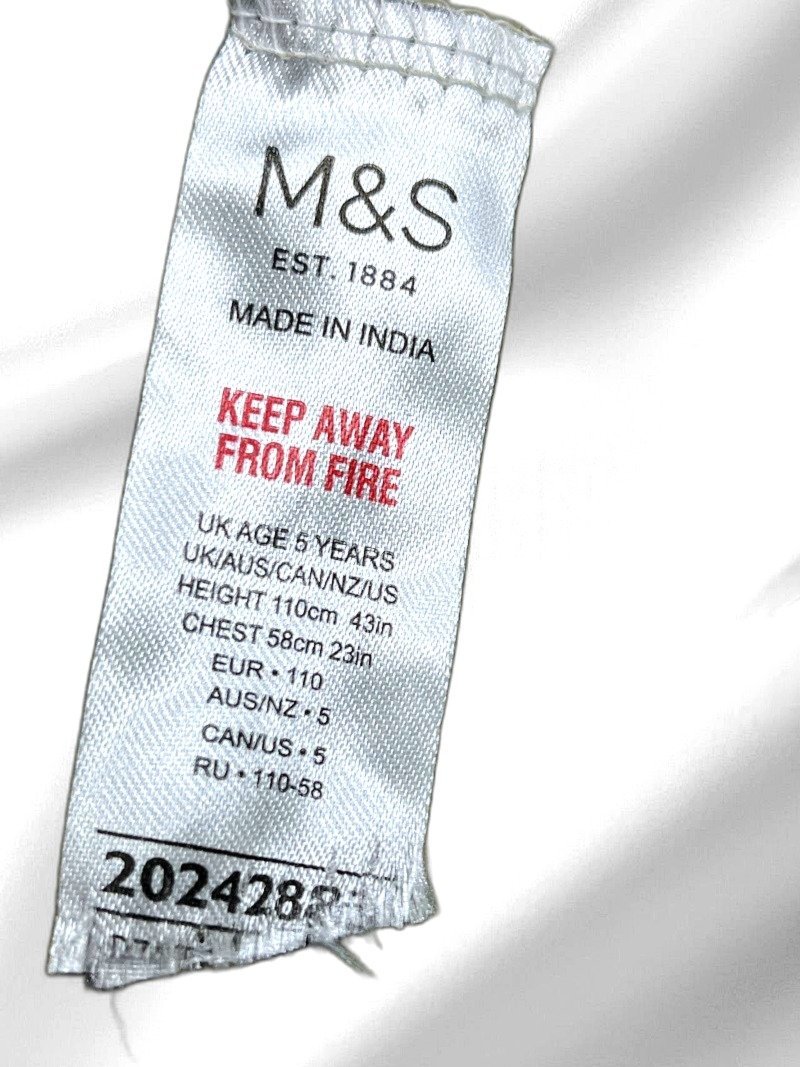 M&S
EST. 1884
MADE IN INDIA
KEEP AWAY
FROM FIRE
UK AGE 5 YEARS
UK/AUS/CAN/NZ/US
HEIGHT 110cm 43in
CHEST 58cm 23in
EUR • 110
AUS/NZ • 5
CAN/US • 5
RU • 110-58